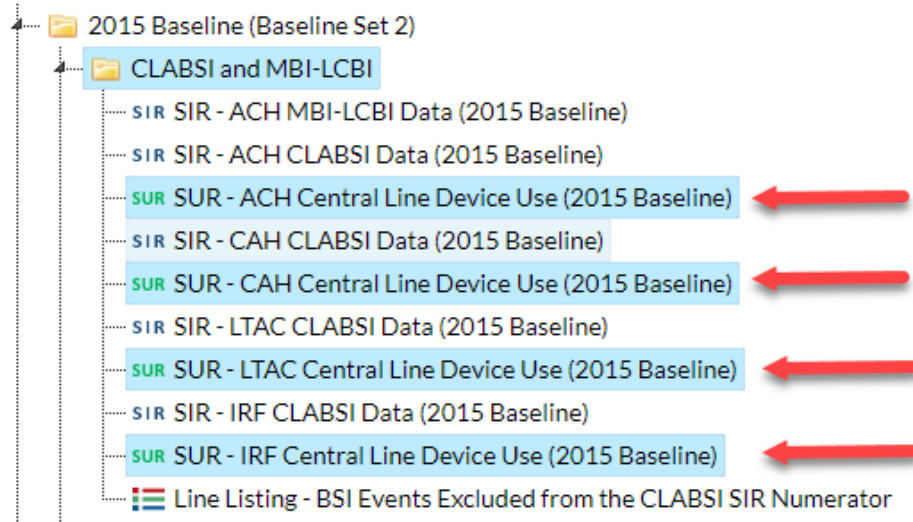 2015 Baseline (Baseline Set 2)
CLABSI and MBI-LCBI
SIR SIR - ACH MBI-LCBI Data (2015 Baseline)
SIR SIR - ACH CLABSI Data (2015 Baseline)
SUR SUR - ACH Central Line Device Use (2015 Baseline)
SIR SIR - CAH CLABSI Data (2015 Baseline)
SUR SUR - CAH Central Line Device Use (2015 Baseline)
SIR SIR - LTAC CLABSI Data (2015 Baseline)
SUR SUR - LTAC Central Line Device Use (2015 Baseline)
SIR SIR - IRF CLABSI Data (2015 Baseline)
SUR SUR - IRF Central Line Device Use (2015 Baseline)
Line Listing - BSI Events Excluded from the CLABSI SIR Numerator